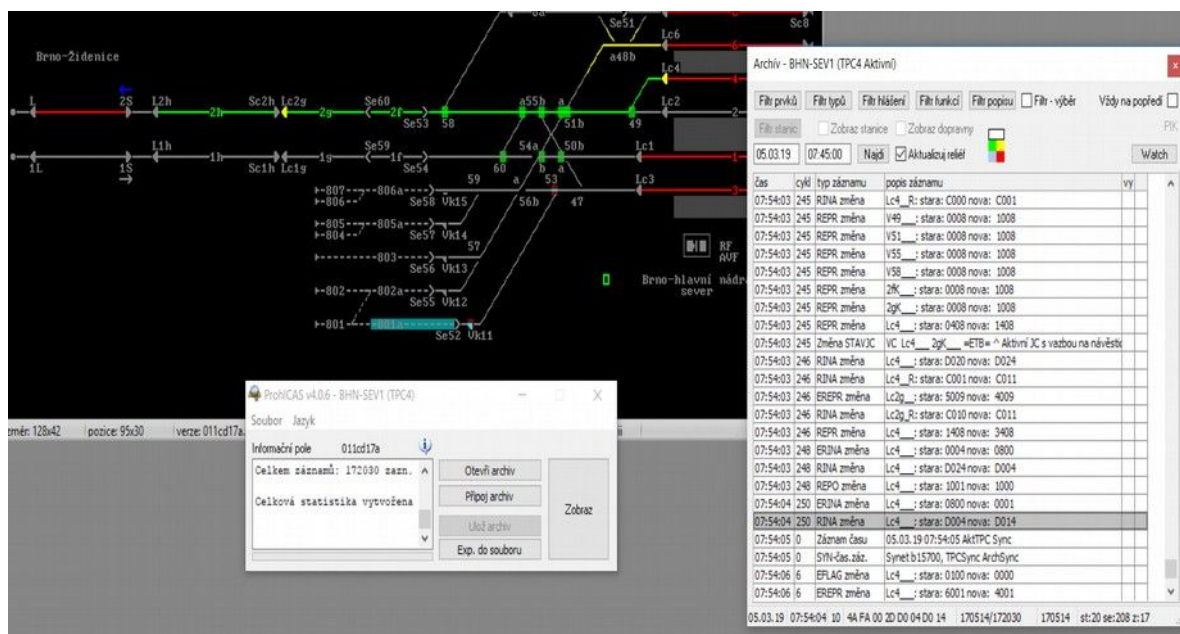 8a
Se51
Sc8
Lc6
6
Brno-Židenice
a48b
Lc4
4
L
2S
L2h
2h
Sc2h Lc2g
2g
Se60
2f
Se53
58
a55b
a
51b
49
Lc2
2
1L
1S
L1h
1h
Sc1h Lc1g
1g
Se59
1f
Se54
60
54a
b
50b
a
Lc1
1
59
a
53
Lc3
3
807
806a
806
Se58 Vk15
56b
47
805
805a
804
Se57 Vk14
57
803
Se56 Vk13
802
802a
Se55 Vk12
801
801a
Se52 Vk11
RF
AVF
Brno-hlavní nádr
sever
změr: 128x42 pozice: 95x30 verze: 011cd17a
ProhlCAS v4.0.6 - BHN-SEV1 (TPC4)
Soubor Jazyk
Informační pole 011cd17a
Celkem záznamů: 172030 zazn.
Celková statistika vytvořena
Otevři archiv
Připoj archiv
Ulož archiv
Exp. do souboru
Zobraz
Archív - BHN-SEV1 (TPC4 Aktivní)
Filtr prvků Filtr typů Filtr hlášení Filtr funkcí Filtr popisu Filtr - výběr Vždy na popředí
Filtr stanic Zobraz stanice Zobraz dopravny PIK
05.03.19 07:45:00 Najdi Aktualizuj reliéf Watch
čas cykl typ záznamu popis záznamu vy
07:54:03 245 RINA změna Lc4__R: stara: C000 nova: C001
07:54:03 245 REPR změna V49___: stara: 0008 nova: 1008
07:54:03 245 REPR změna V51___: stara: 0008 nova: 1008
07:54:03 245 REPR změna V55___: stara: 0008 nova: 1008
07:54:03 245 REPR změna V58___: stara: 0008 nova: 1008
07:54:03 245 REPR změna 2fK___: stara: 0008 nova: 1008
07:54:03 245 REPR změna 2gK___: stara: 0008 nova: 1008
07:54:03 245 REPR změna Lc4___: stara: 0408 nova: 1408
07:54:03 245 Změna STAVJC VC Lc4___ 2gK___ =ETB= ^ Aktivní JC s vazbou na návěstid
07:54:03 246 RINA změna Lc4___: stara: D020 nova: D024
07:54:03 246 RINA změna Lc4__R: stara: C001 nova: C011
07:54:03 246 EREPR změna Lc2g__: stara: 5009 nova: 4009
07:54:03 246 RINA změna Lc2g_R: stara: C010 nova: C011
07:54:03 246 REPR změna Lc4___: stara: 1408 nova: 3408
07:54:03 248 ERINA změna Lc4___: stara: 0004 nova: 0800
07:54:03 248 RINA změna Lc4___: stara: D024 nova: D004
07:54:03 248 REPO změna Lc4___: stara: 1001 nova: 1000
07:54:04 250 ERINA změna Lc4___: stara: 0800 nova: 0001
07:54:04 250 RINA změna Lc4___: stara: D004 nova: D014
07:54:05 0 Záznam času 05.03.19 07:54:05 AktTPC Sync
07:54:05 0 SYN-čas.záz. Synet b15700, TPCSync ArchSync
07:54:06 6 EFLAG změna Lc4___: stara: 0100 nova: 0000
07:54:06 6 EREPR změna Lc4___: stara: 6001 nova: 4001
05.03.19 07:54:04 10 4A FA 00 2D D0 04 D0 14 170514/172030 170514 st:20 se:208 z:17